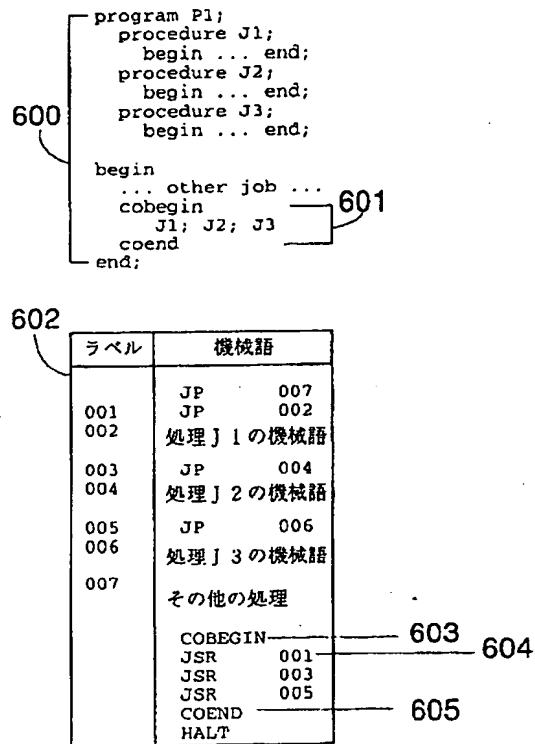 program P1;
procedure J1;
begin ... end;
procedure J2;
begin ... end;
procedure J3;
begin ... end;
600
begin
... other job ...
cobegin
601
J1; J2; J3
coend
end;
602
ラベル 機械語
JP 007
001 JP 002
002 処理J1の機械語
003 JP 004
004 処理J2の機械語
005 JP 006
006 処理J3の機械語
007 その他の処理
COBEGIN 603
JSR 001 604
JSR 003
JSR 005
COEND 605
HALT